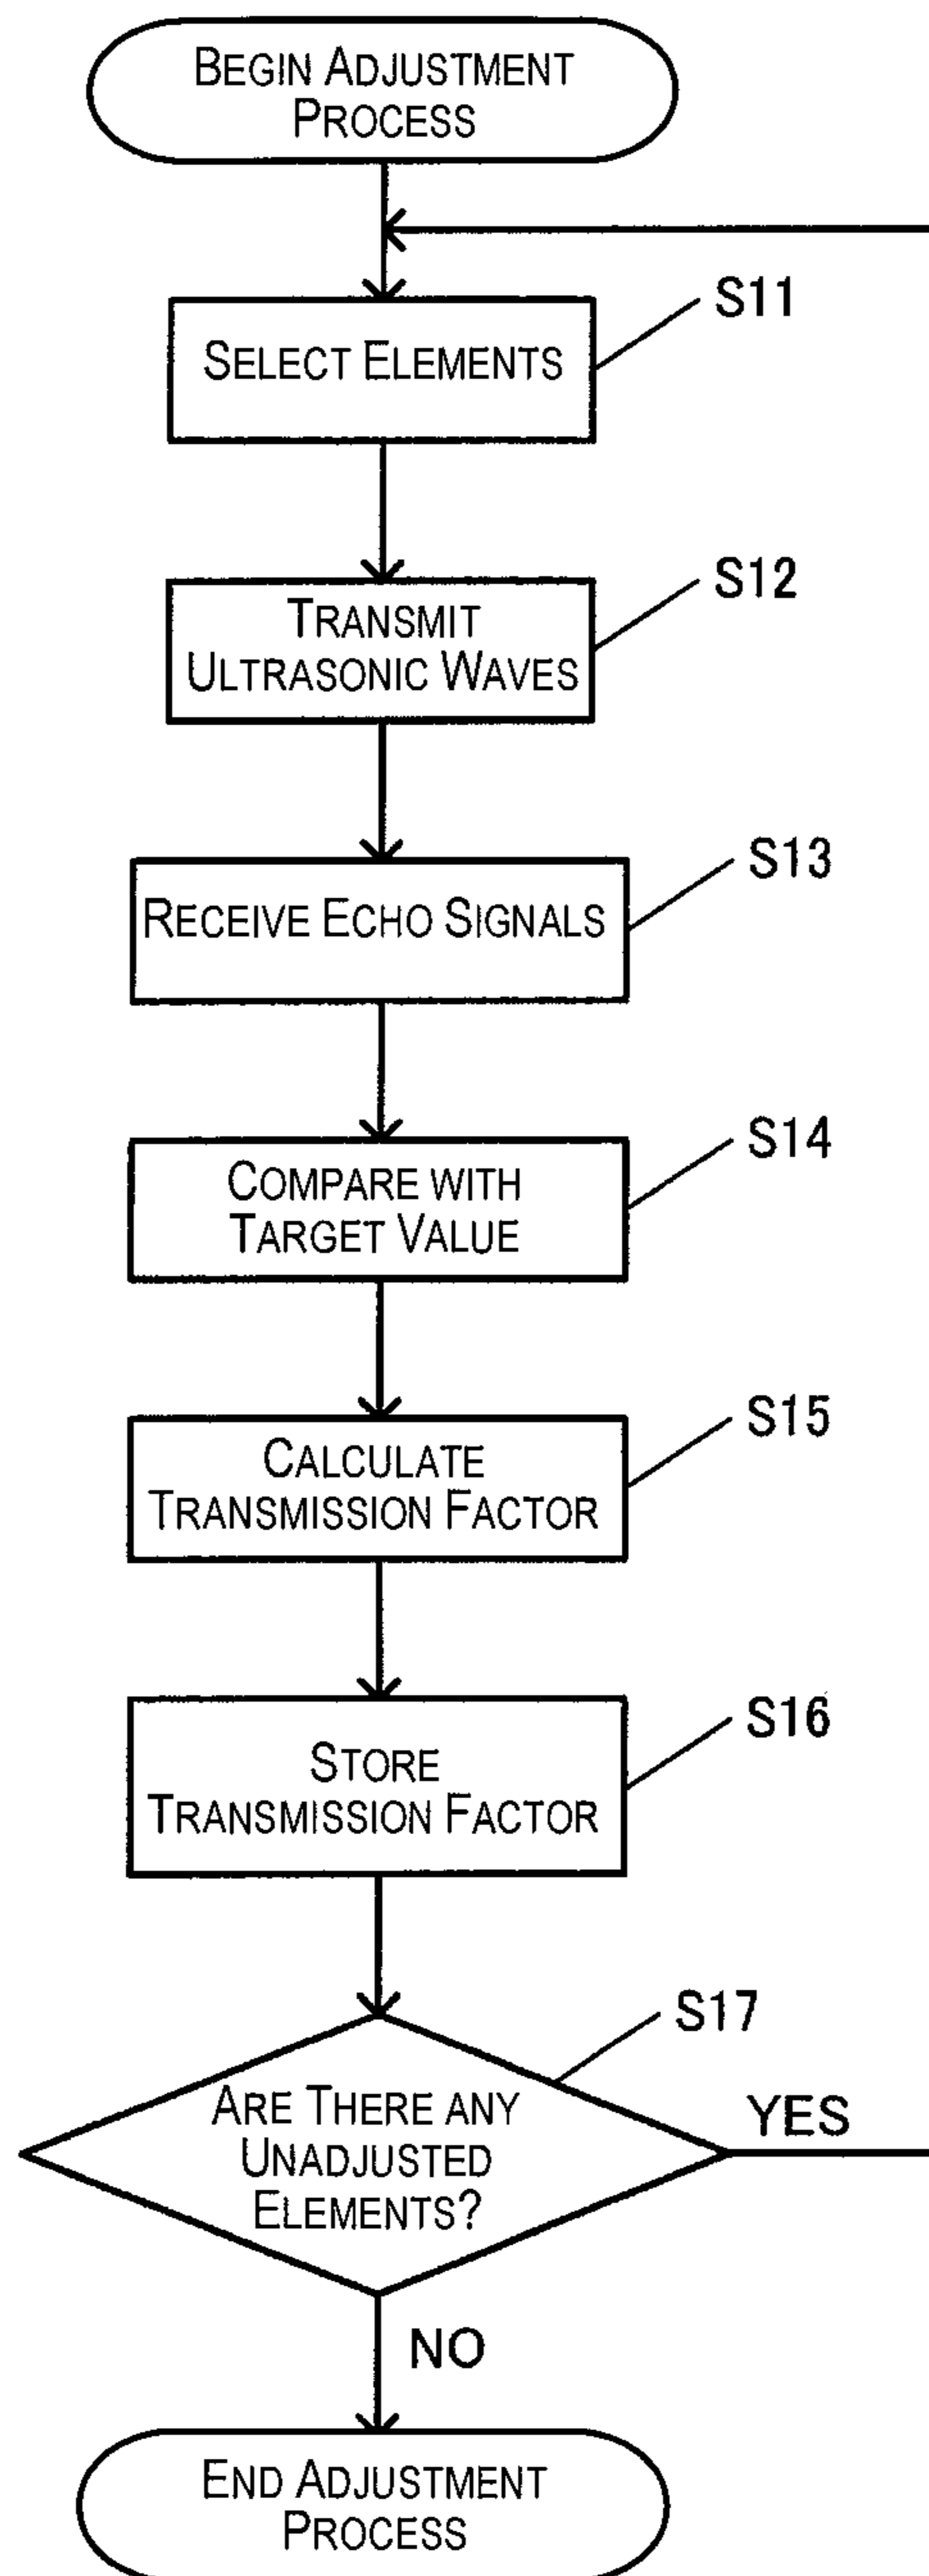 BEGIN ADJUSTMENT
PROCESS
S11
SELECT ELEMENTS
S12
TRANSMIT
ULTRASONIC WAVES
S13
RECEIVE ECHO SIGNALS
S14
COMPARE WITH
TARGET VALUE
S15
CALCULATE
TRANSMISSION FACTOR
S16
STORE
TRANSMISSION FACTOR
S17
ARE THERE ANY
UNADJUSTED
ELEMENTS?
YES
NO
END ADJUSTMENT
PROCESS